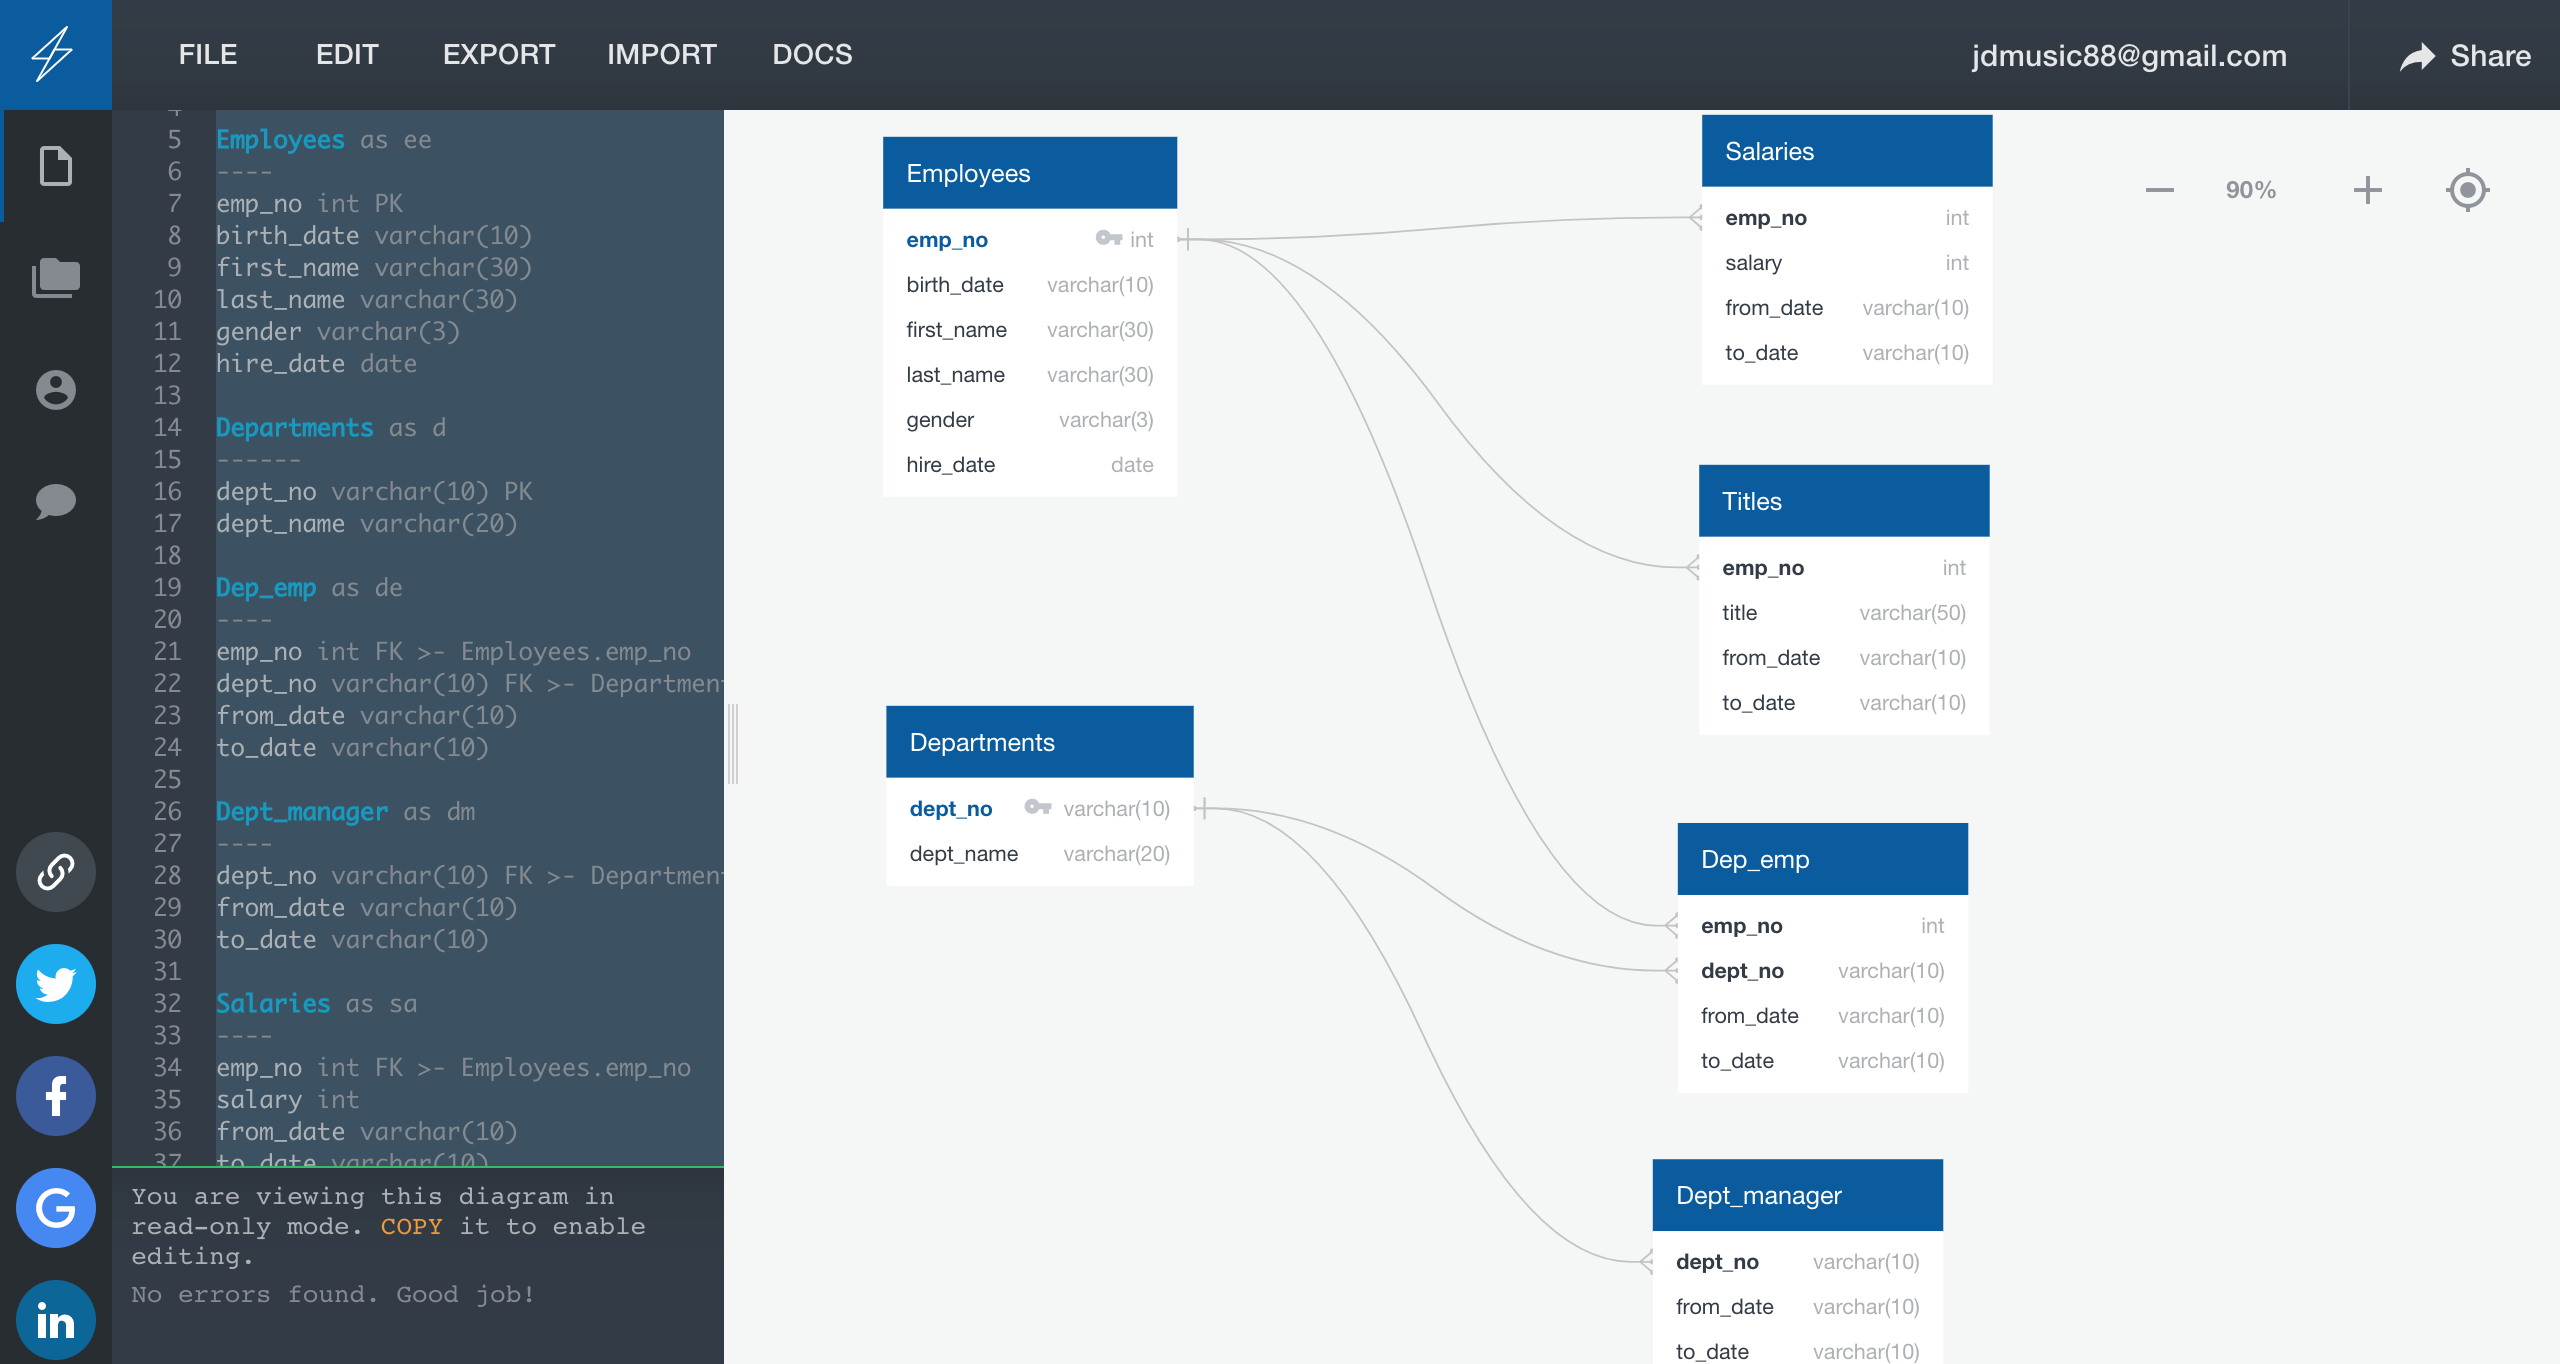 FILE EDIT EXPORT IMPORT DOCS jdmusic88@gmail.com Share
4
5 Employees as ee
6 ----
7 emp_no int PK
8 birth_date varchar(10)
9 first_name varchar(30)
10 last_name varchar(30)
11 gender varchar(3)
12 hire_date date
13
14 Departments as d
15 ------
16 dept_no varchar(10) PK
17 dept_name varchar(20)
18
19 Dep_emp as de
20 ----
21 emp_no int FK >- Employees.emp_no
22 dept_no varchar(10) FK >- Department
23 from_date varchar(10)
24 to_date varchar(10)
25
26 Dept_manager as dm
27 ----
28 dept_no varchar(10) FK >- Department
29 from_date varchar(10)
30 to_date varchar(10)
31
32 Salaries as sa
33 ----
34 emp_no int FK >- Employees.emp_no
35 salary int
36 from_date varchar(10)
37 to_date varchar(10)
You are viewing this diagram in
read-only mode. COPY it to enable
editing.
No errors found. Good job!
Employees
emp_no int
birth_date varchar(10)
first_name varchar(30)
last_name varchar(30)
gender varchar(3)
hire_date date
Departments
dept_no varchar(10)
dept_name varchar(20)
Salaries
emp_no int
salary int
from_date varchar(10)
to_date varchar(10)
Titles
emp_no int
title varchar(50)
from_date varchar(10)
to_date varchar(10)
Dep_emp
emp_no int
dept_no varchar(10)
from_date varchar(10)
to_date varchar(10)
Dept_manager
dept_no varchar(10)
from_date varchar(10)
to_date varchar(10)
90%